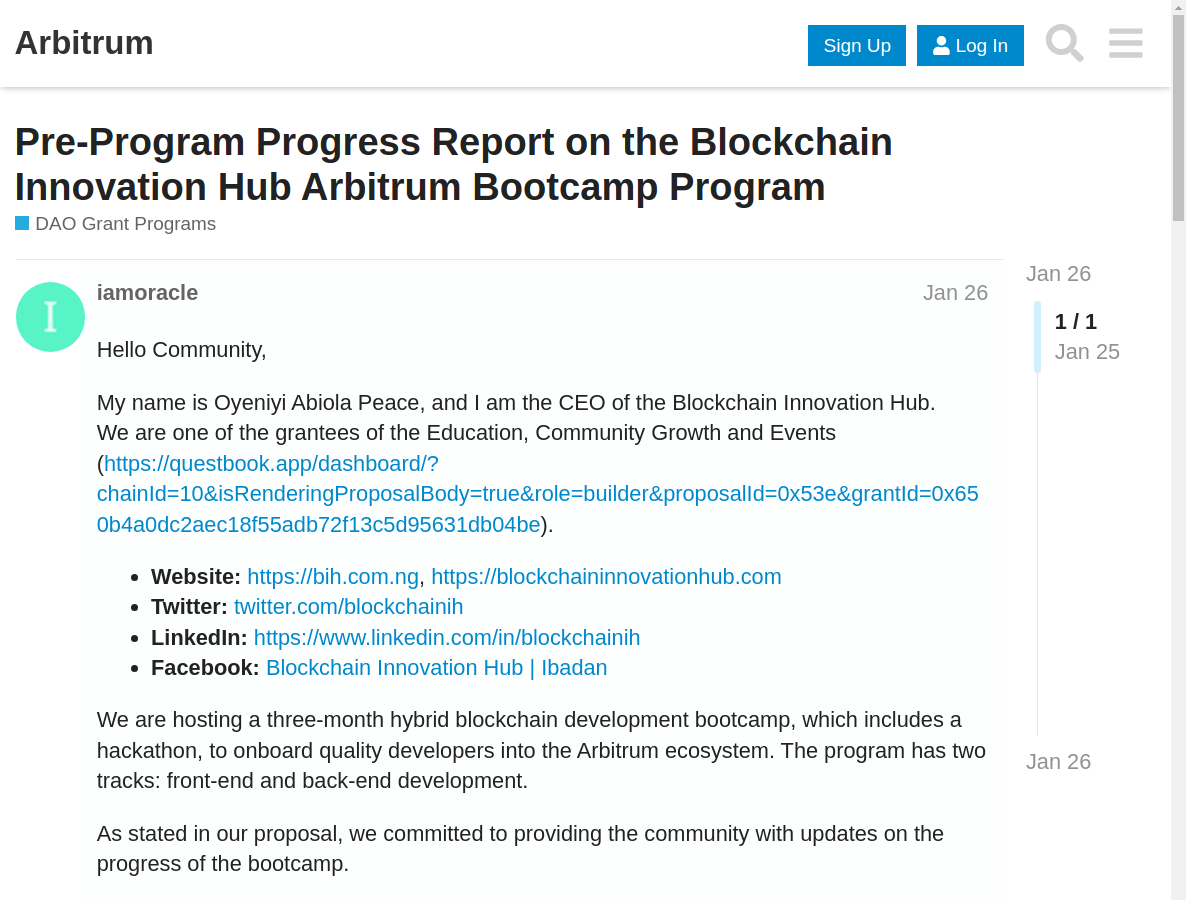 Arbitrum
Sign Up
Log In
Pre-Program Progress Report on the Blockchain
Innovation Hub Arbitrum Bootcamp Program
DAO Grant Programs
I
iamoracle
Jan 26
Hello Community,
My name is Oyeniyi Abiola Peace, and I am the CEO of the Blockchain Innovation Hub.
We are one of the grantees of the Education, Community Growth and Events
(https://questbook.app/dashboard/?
chainId=10&isRenderingProposalBody=true&role=builder&proposalId=0x53e&grantId=0x65
0b4a0dc2aec18f55adb72f13c5d95631db04be).
• Website: https://bih.com.ng, https://blockchaininnovationhub.com
• Twitter: twitter.com/blockchainih
• LinkedIn: https://www.linkedin.com/in/blockchainih
• Facebook: Blockchain Innovation Hub | Ibadan
We are hosting a three-month hybrid blockchain development bootcamp, which includes a
hackathon, to onboard quality developers into the Arbitrum ecosystem. The program has two
tracks: front-end and back-end development.
As stated in our proposal, we committed to providing the community with updates on the
progress of the bootcamp.
Jan 26
1 / 1
Jan 25
Jan 26